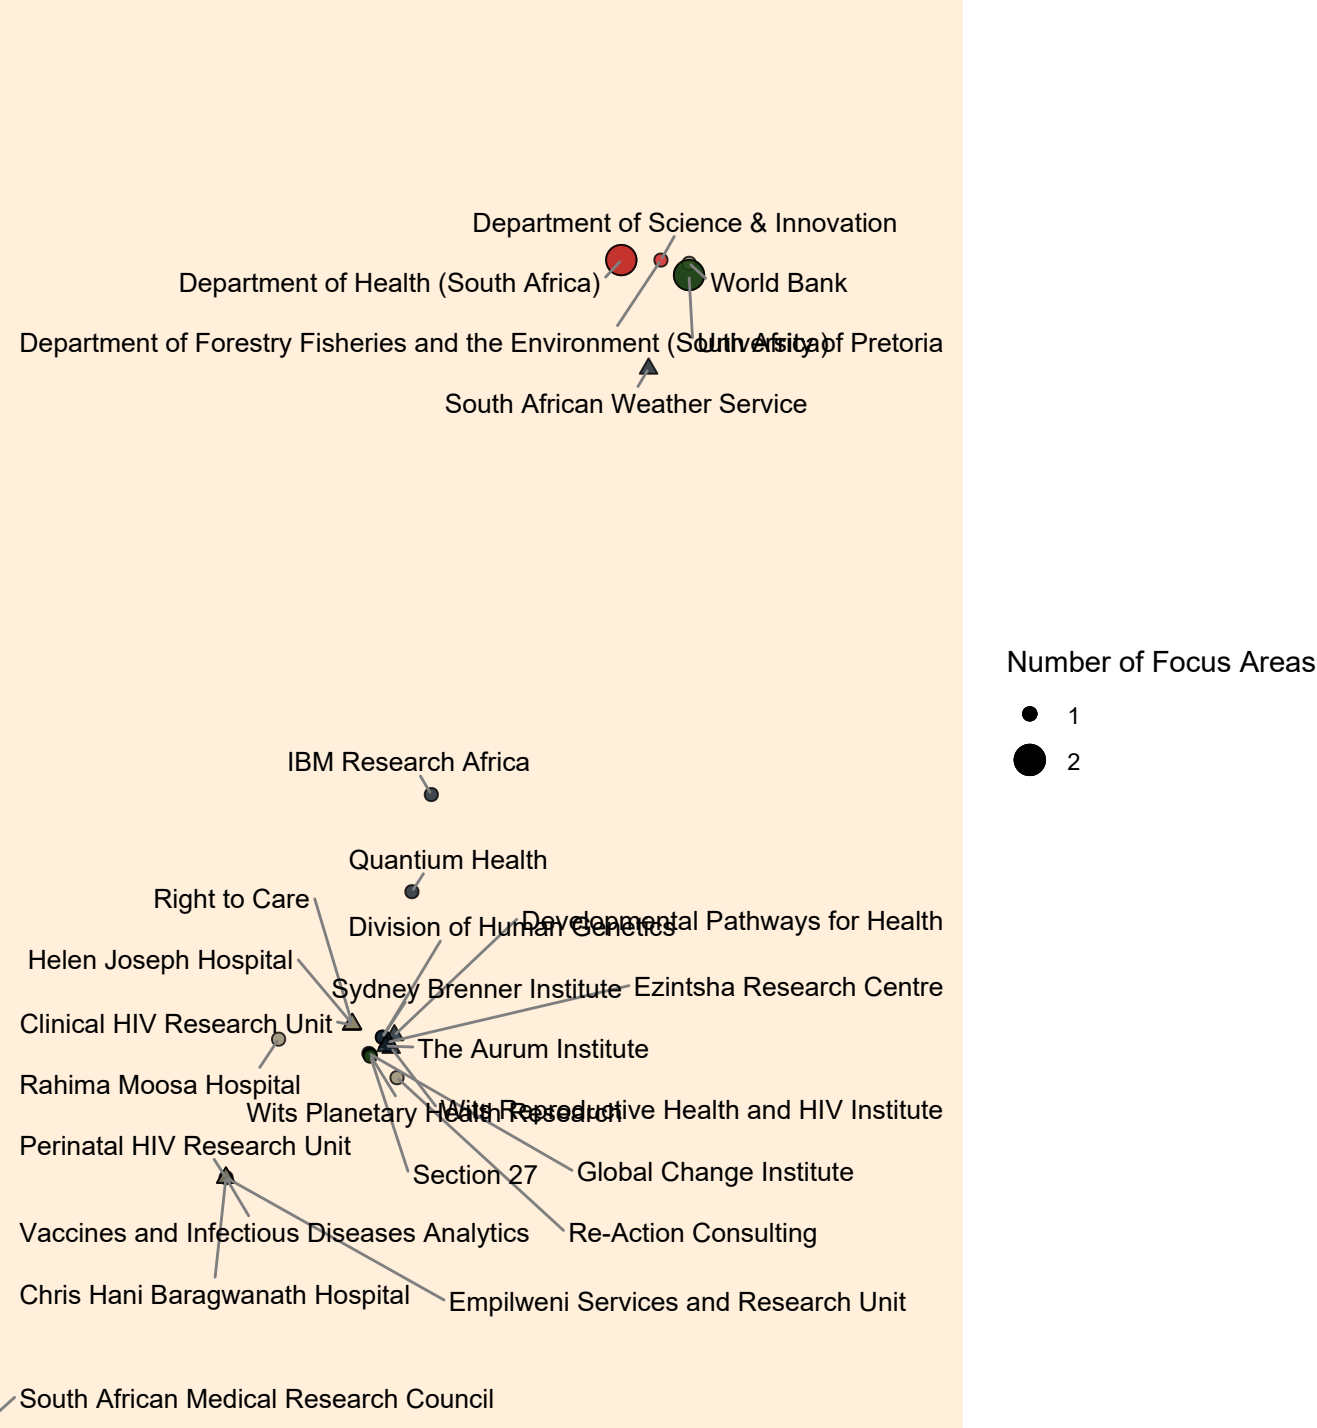 Department of Science & Innovation
Department of Health (South Africa)
World Bank
Department of Forestry Fisheries and the Environment (South Africa)
University of Pretoria
South African Weather Service
Number of Focus Areas
1
2
IBM Research Africa
Quantium Health
Right to Care
Developmental Pathways for Health
Division of Human Genetics
Helen Joseph Hospital
Sydney Brenner Institute
Ezintsha Research Centre
Clinical HIV Research Unit
The Aurum Institute
Rahima Moosa Hospital
Wits Planetary Health Research
Wits Reproductive Health and HIV Institute
Perinatal HIV Research Unit
Section 27
Global Change Institute
Vaccines and Infectious Diseases Analytics
Re-Action Consulting
Chris Hani Baragwanath Hospital
Empilweni Services and Research Unit
South African Medical Research Council